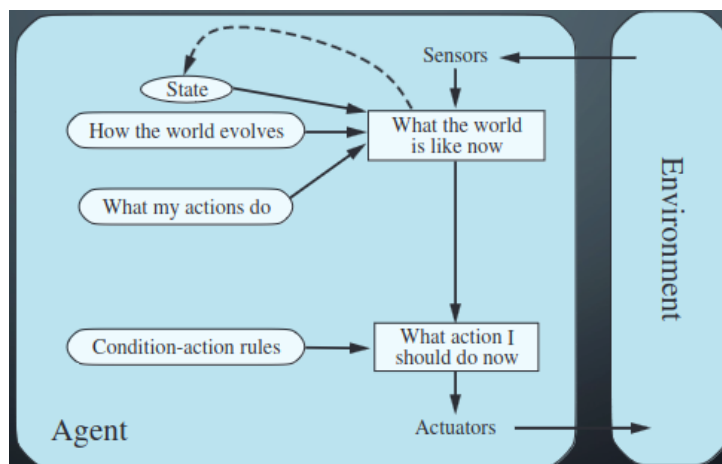 Sensors
State
How the world evolves
What the world
is like now
What my actions do
Environment
Condition-action rules
What action I
should do now
Agent
Actuators